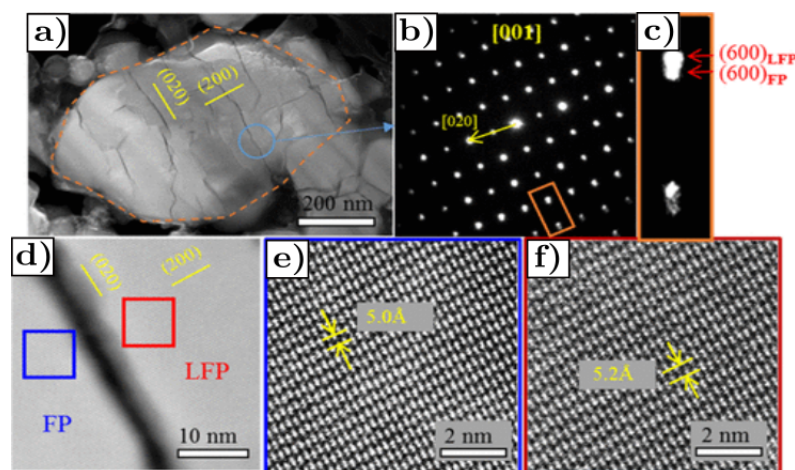 a)
(020)
(200)
200 nm
b)
[001]
[020]
c)
(600)LFP
(600)FP
d)
(020)
(200)
FP
LFP
10 nm
e)
5.0Å
2 nm
f)
5.2Å
2 nm